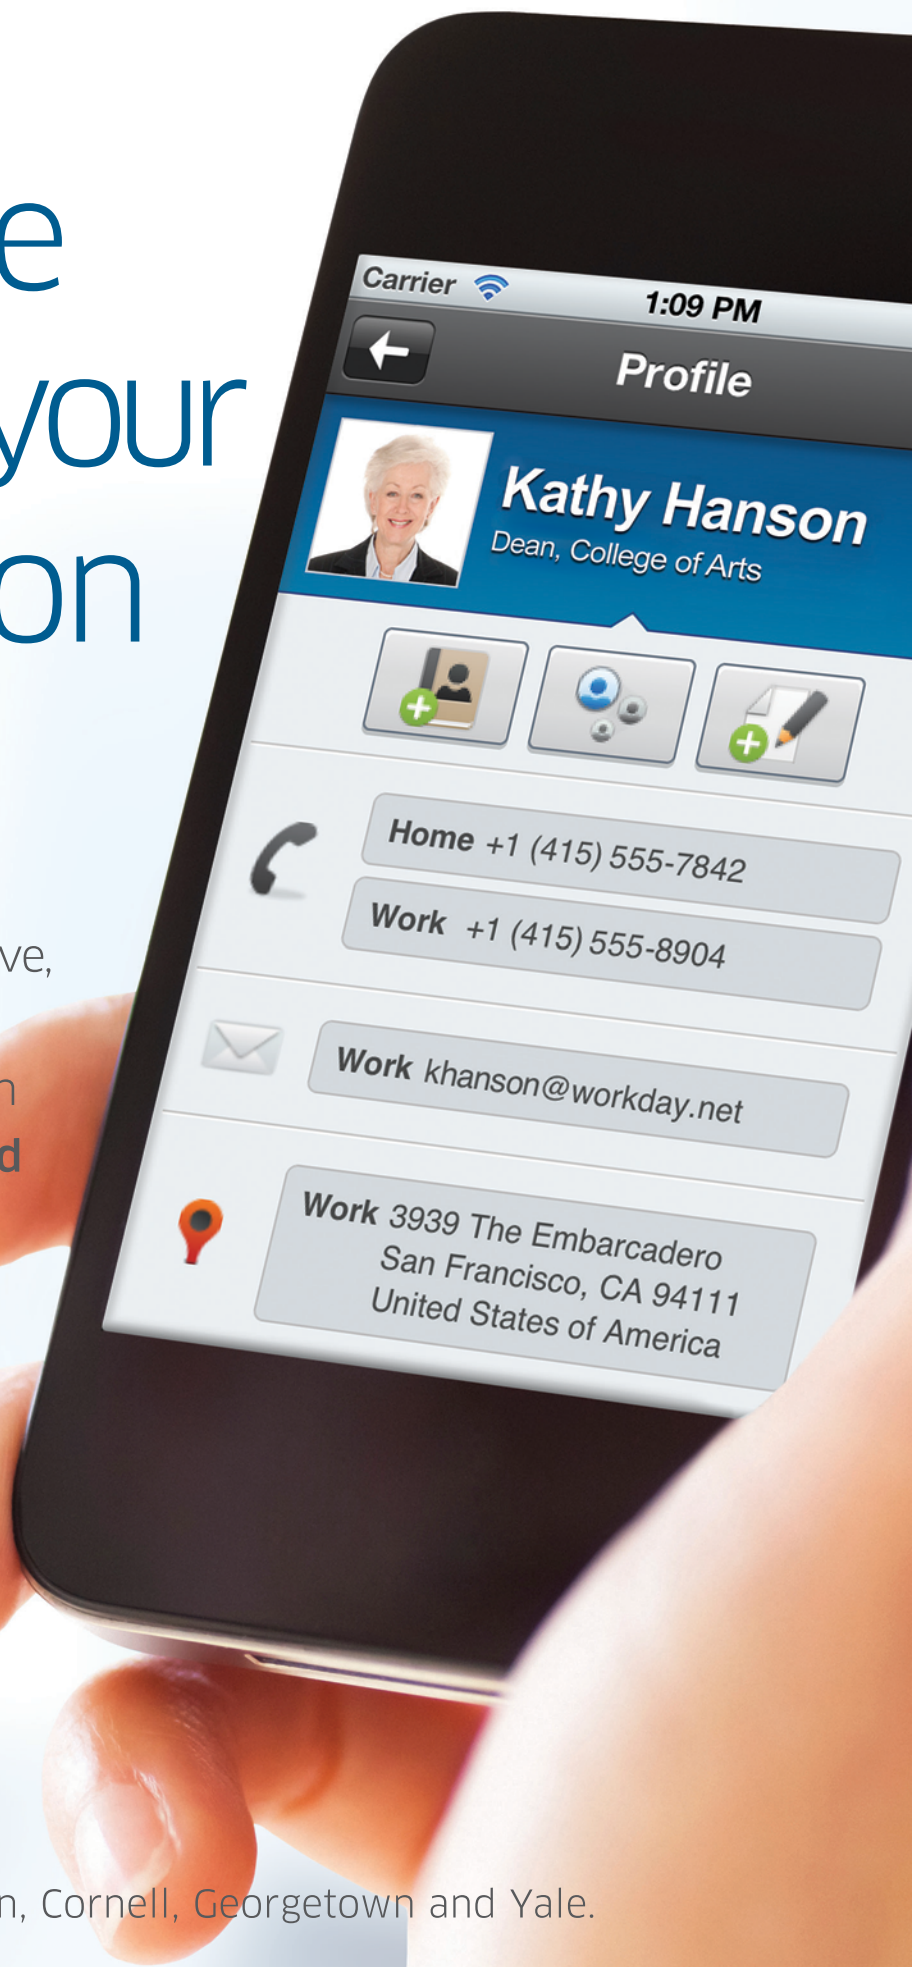 e
your
on
ve,
n
d
n, Cornell, Georgetown and Yale.
Carrier 1:09 PM
Profile
Kathy Hanson
Dean, College of Arts
Home +1 (415) 555-7842
Work +1 (415) 555-8904
Work khanson@workday.net
Work 3939 The Embarcadero
San Francisco, CA 94111
United States of America